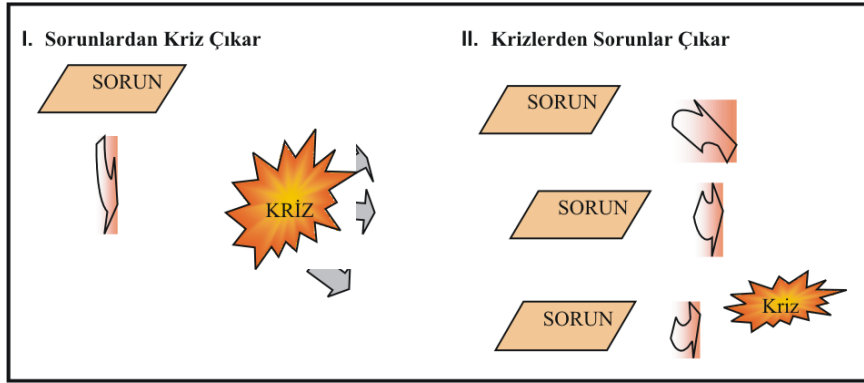 I. Sorunlardan Kriz Çıkar
SORUN
KRİZ
II. Krizlerden Sorunlar Çıkar
SORUN
SORUN
SORUN
Kriz